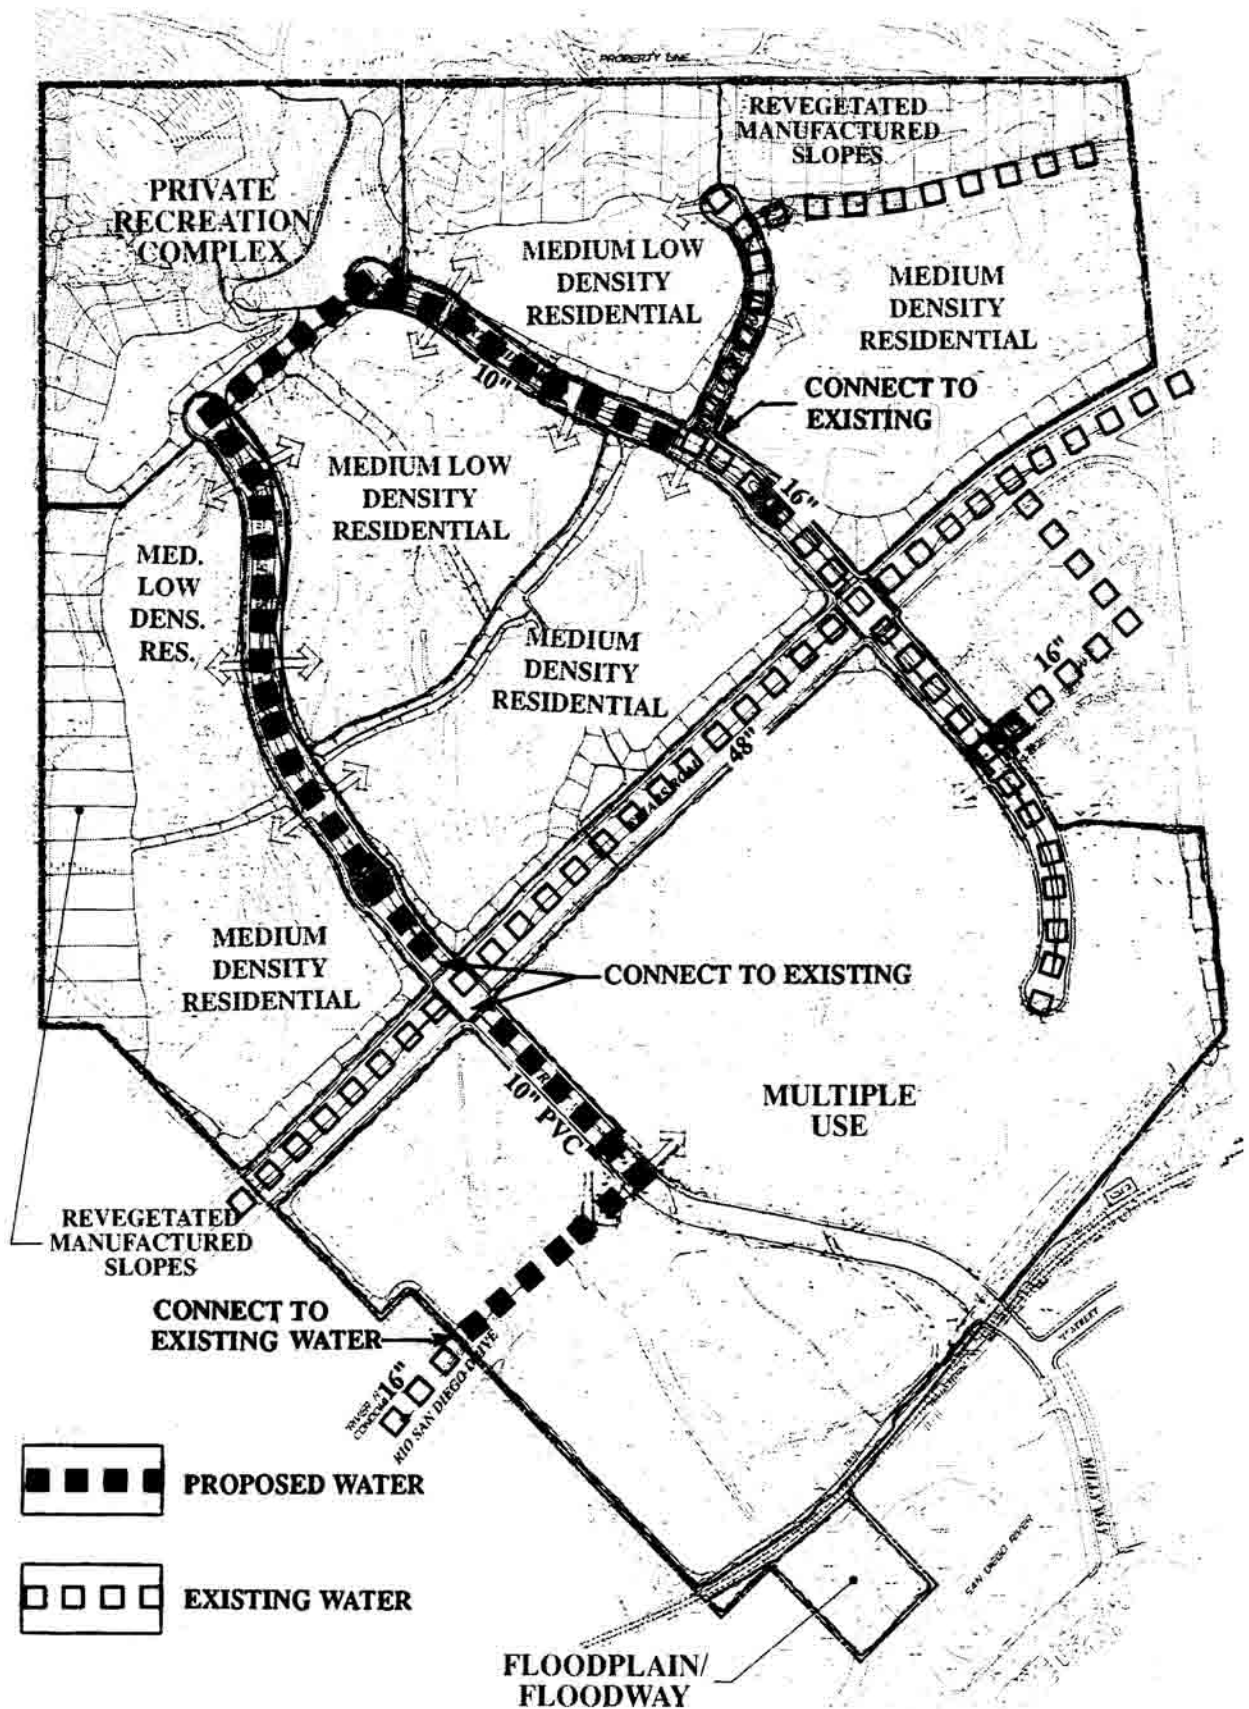 PROPERTY LINE
REVEGETATED
MANUFACTURED
SLOPES
PRIVATE
RECREATION
COMPLEX
MEDIUM LOW
DENSITY
RESIDENTIAL
MEDIUM
DENSITY
RESIDENTIAL
10"
CONNECT TO
EXISTING
MEDIUM LOW
DENSITY
RESIDENTIAL
16"
MED.
LOW
DENS.
RES.
MEDIUM
DENSITY
RESIDENTIAL
16"
48"
MEDIUM
DENSITY
RESIDENTIAL
CONNECT TO EXISTING
10" PVC
MULTIPLE
USE
REVEGETATED
MANUFACTURED
SLOPES
CONNECT TO
EXISTING WATER
16"
RIO SAN DIEGO DRIVE
PROPOSED WATER
MILLY WAY
SAN DIEGO RIVER
EXISTING WATER
FLOODPLAIN/
FLOODWAY